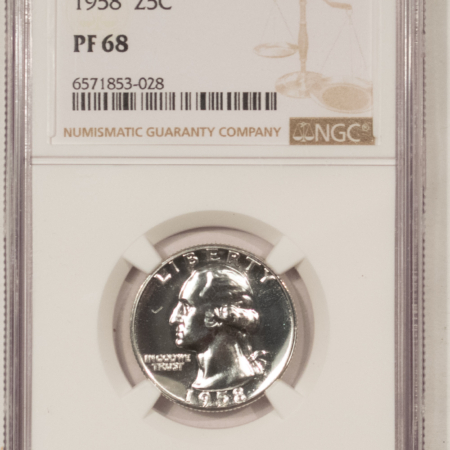 1958 25C
PF 68
6571853-028
NUMISMATIC GUARANTY COMPANY
NGC
LIBERTY
IN GOD WE
TRUST
1958